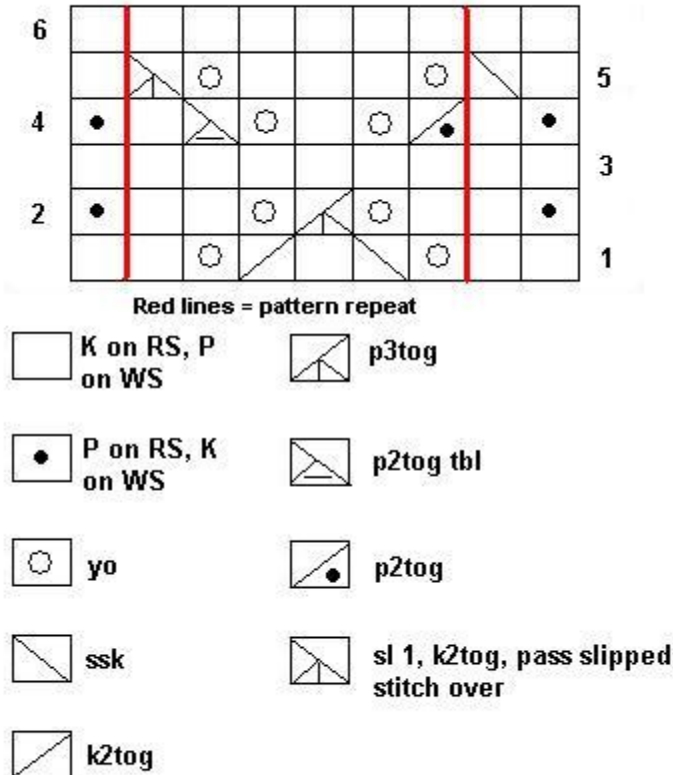 6
5
4
3
2
1
Red lines = pattern repeat
K on RS, P
on WS
p3tog
P on RS, K
on WS
p2tog tbl
yo
p2tog
ssk
sl 1, k2tog, pass slipped
stitch over
k2tog